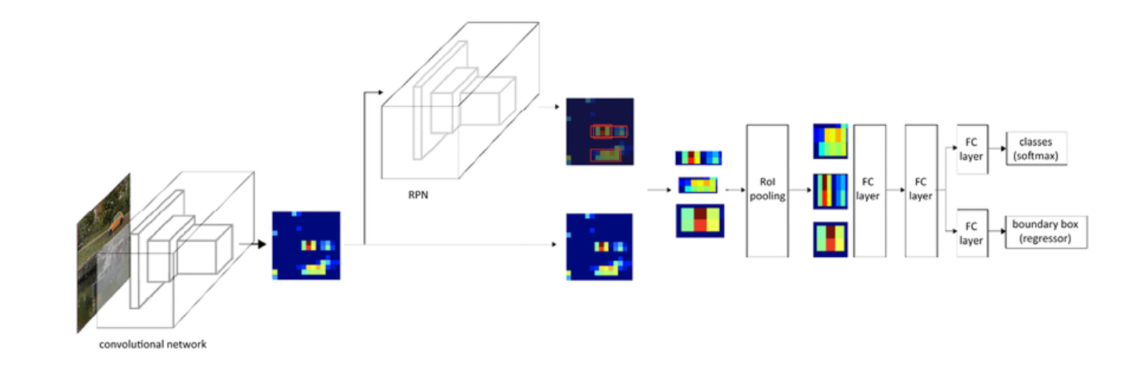 convolutional network
RPN
RoI
pooling
FC
layer
FC
layer
FC
layer
classes
(softmax)
FC
layer
boundary box
(regressor)